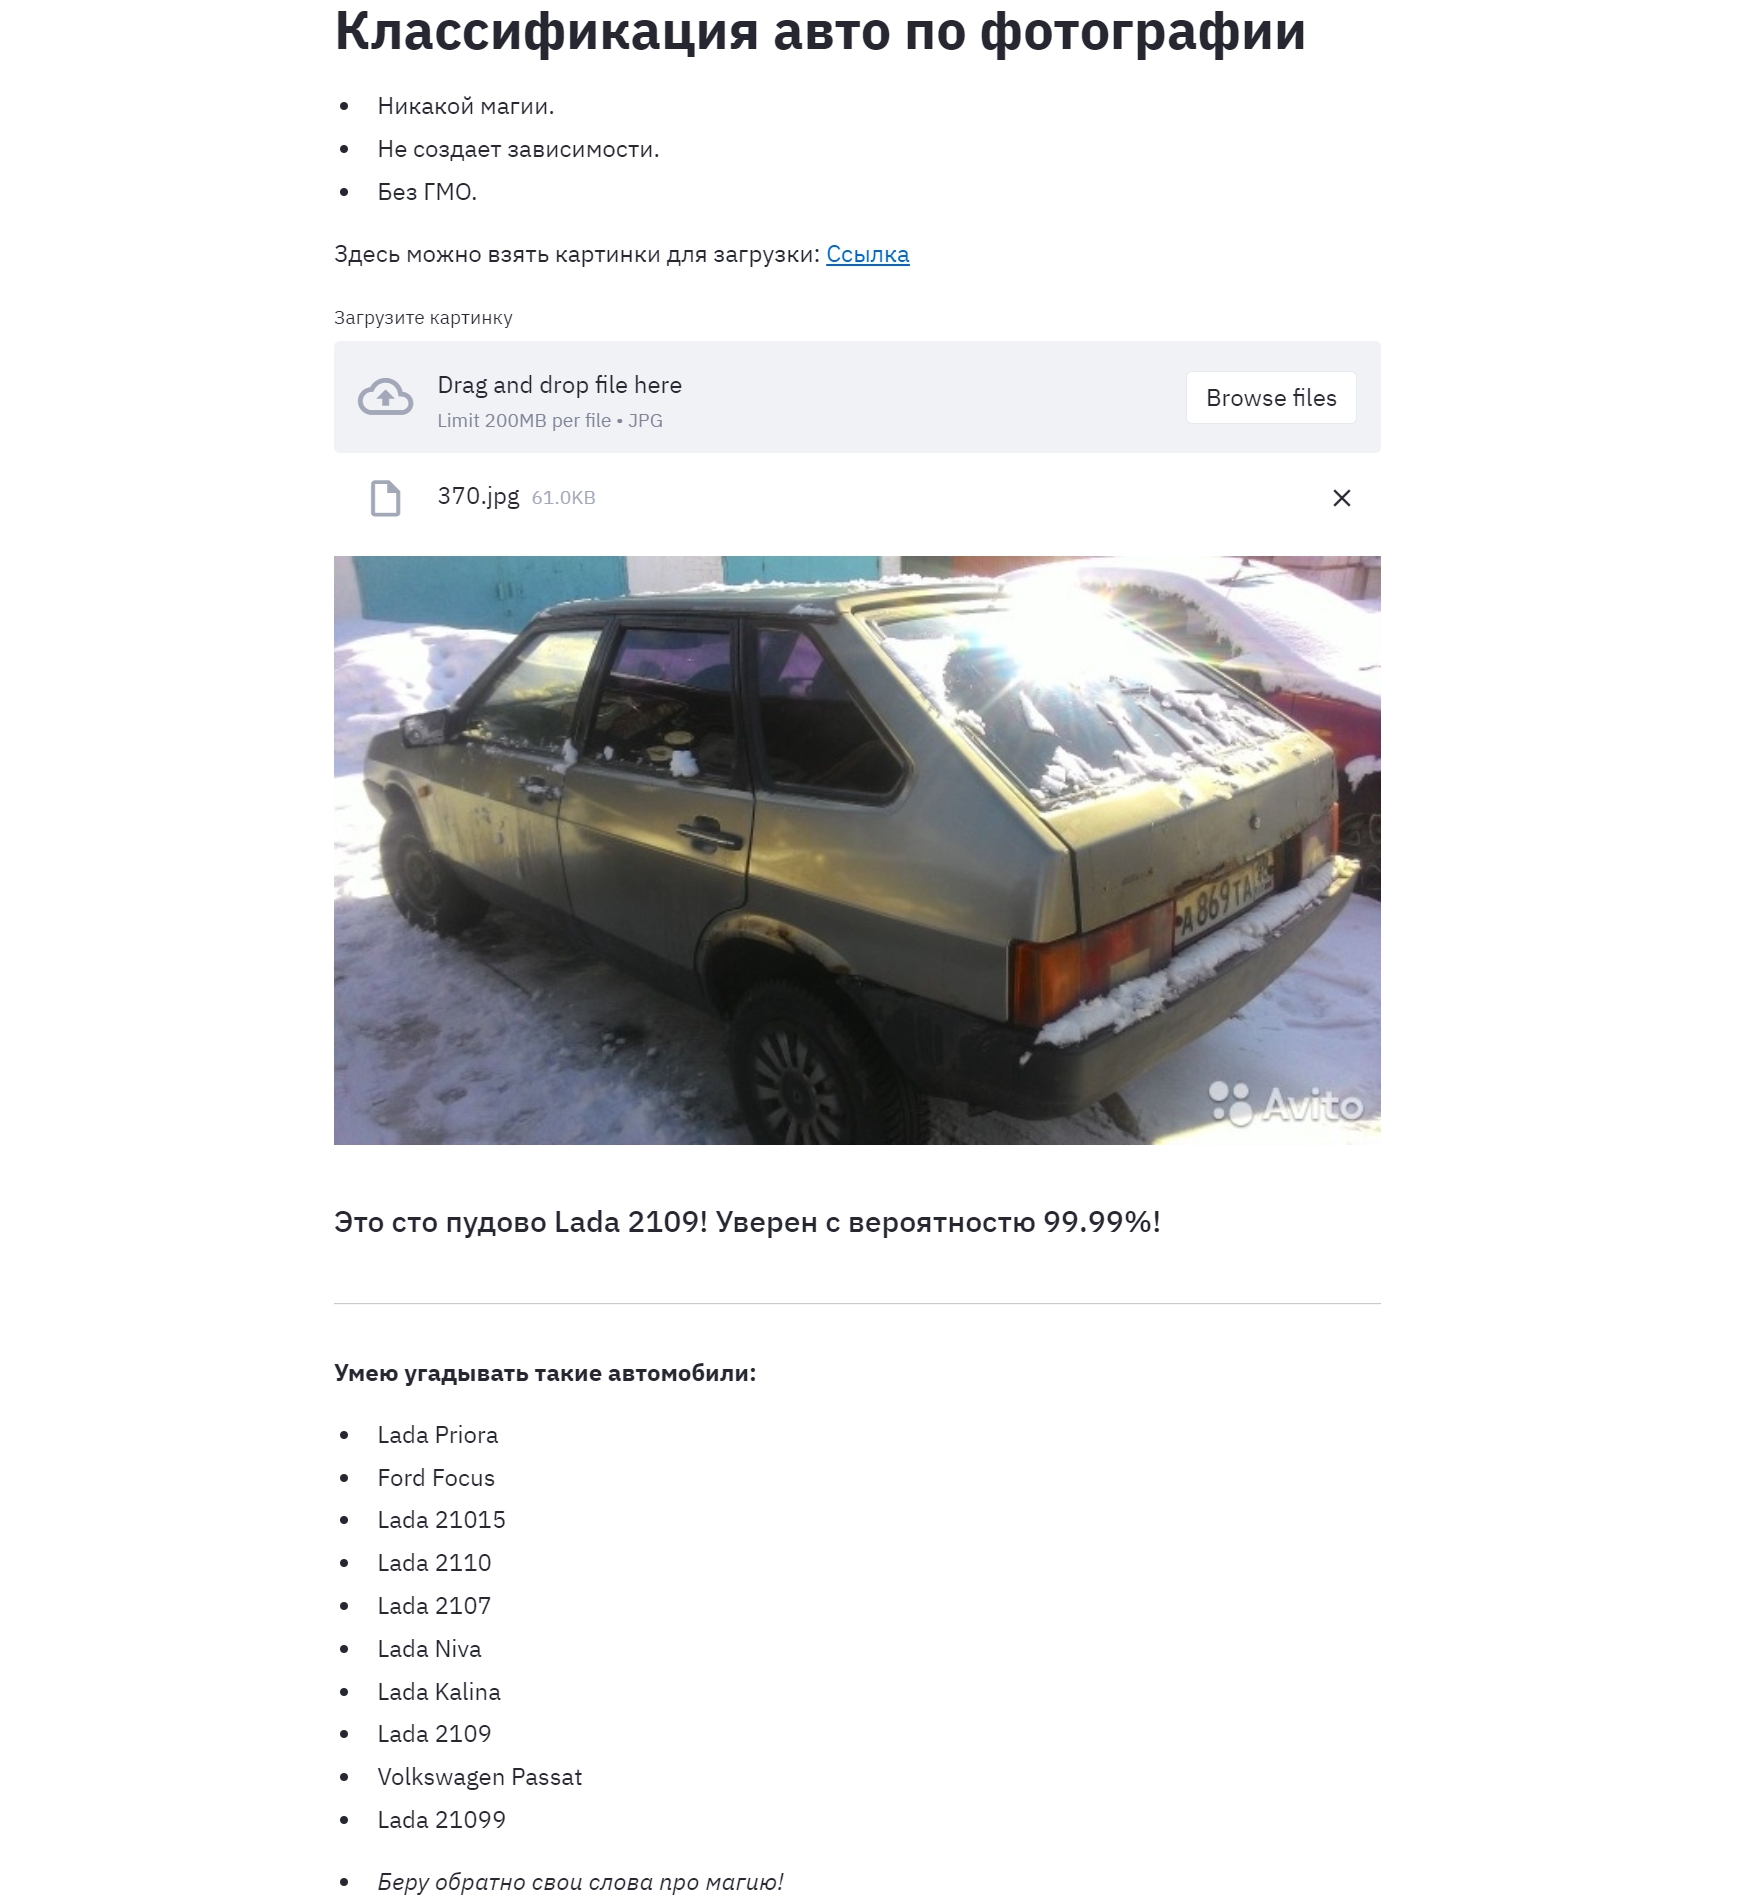 Классификация авто по фотографии
Никакой магии.
Не создает зависимости.
Без ГМО.
Здесь можно взять картинки для загрузки: Ссылка
Загрузите картинку
Drag and drop file here
Limit 200MB per file • JPG
Browse files
370.jpg 61.0KB
А869ТА
Avito
Это сто пудово Lada 2109! Уверен с вероятностью 99.99%!
Умею угадывать такие автомобили:
Lada Priora
Ford Focus
Lada 21015
Lada 2110
Lada 2107
Lada Niva
Lada Kalina
Lada 2109
Volkswagen Passat
Lada 21099
Беру обратно свои слова про магию!